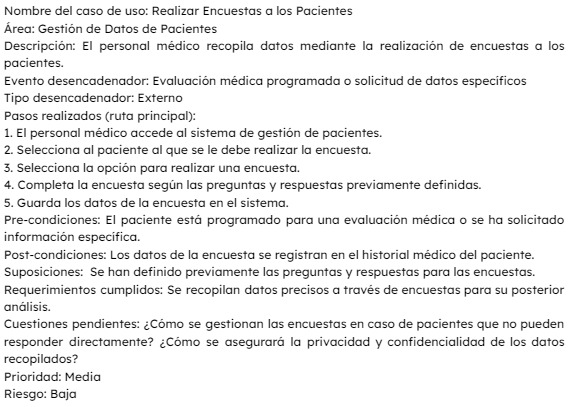 Nombre del caso de uso: Realizar Encuestas a los Pacientes
Área: Gestión de Datos de Pacientes
Descripción: El personal médico recopila datos mediante la realización de encuestas a los
pacientes.
Evento desencadenador: Evaluación médica programada o solicitud de datos específicos
Tipo desencadenador: Externo
Pasos realizados (ruta principal):
1. El personal médico accede al sistema de gestión de pacientes.
2. Selecciona al paciente al que se le debe realizar la encuesta.
3. Selecciona la opción para realizar una encuesta.
4. Completa la encuesta según las preguntas y respuestas previamente definidas.
5. Guarda los datos de la encuesta en el sistema.
Pre-condiciones: El paciente está programado para una evaluación médica o se ha solicitado
información específica.
Post-condiciones: Los datos de la encuesta se registran en el historial médico del paciente.
Suposiciones: Se han definido previamente las preguntas y respuestas para las encuestas.
Requerimientos cumplidos: Se recopilan datos precisos a través de encuestas para su posterior
análisis.
Cuestiones pendientes: ¿Cómo se gestionan las encuestas en caso de pacientes que no pueden
responder directamente? ¿Cómo se asegurará la privacidad y confidencialidad de los datos
recopilados?
Prioridad: Media
Riesgo: Baja